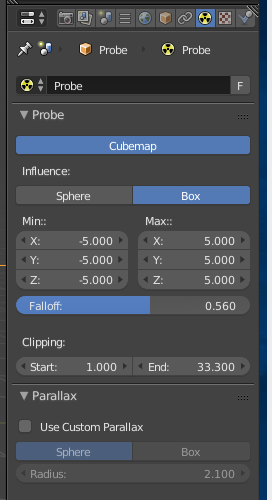 Probe Probe
Probe F
Probe
Cubemap
Influence:
Sphere Box
Min:: Max::
X: -5.000 X: 5.000
Y: -5.000 Y: 5.000
Z: -5.000 Z: 5.000
Falloff: 0.560
Clipping:
Start: 1.000 End: 33.300
Parallax
Use Custom Parallax
Sphere Box
Radius: 2.100